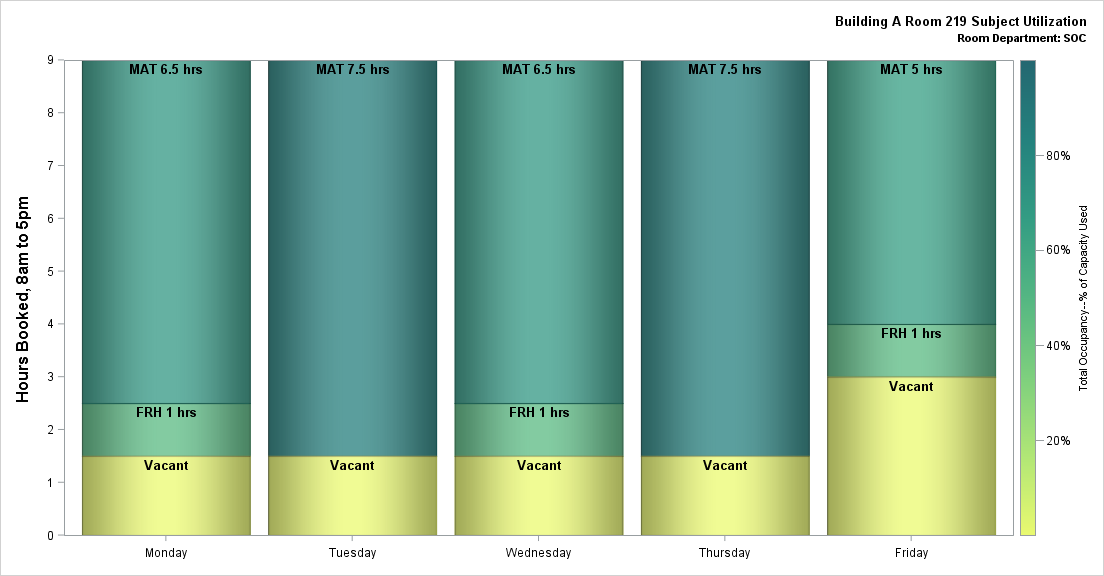 Building A Room 219 Subject Utilization
Room Department: SOC
Hours Booked, 8am to 5pm
9
8
7
6
5
4
3
2
1
0
MAT 6.5 hrs
FRH 1 hrs
Vacant
MAT 7.5 hrs
Vacant
MAT 6.5 hrs
FRH 1 hrs
Vacant
MAT 7.5 hrs
Vacant
MAT 5 hrs
FRH 1 hrs
Vacant
Monday
Tuesday
Wednesday
Thursday
Friday
80%
60%
40%
20%
Total Occupancy--% of Capacity Used